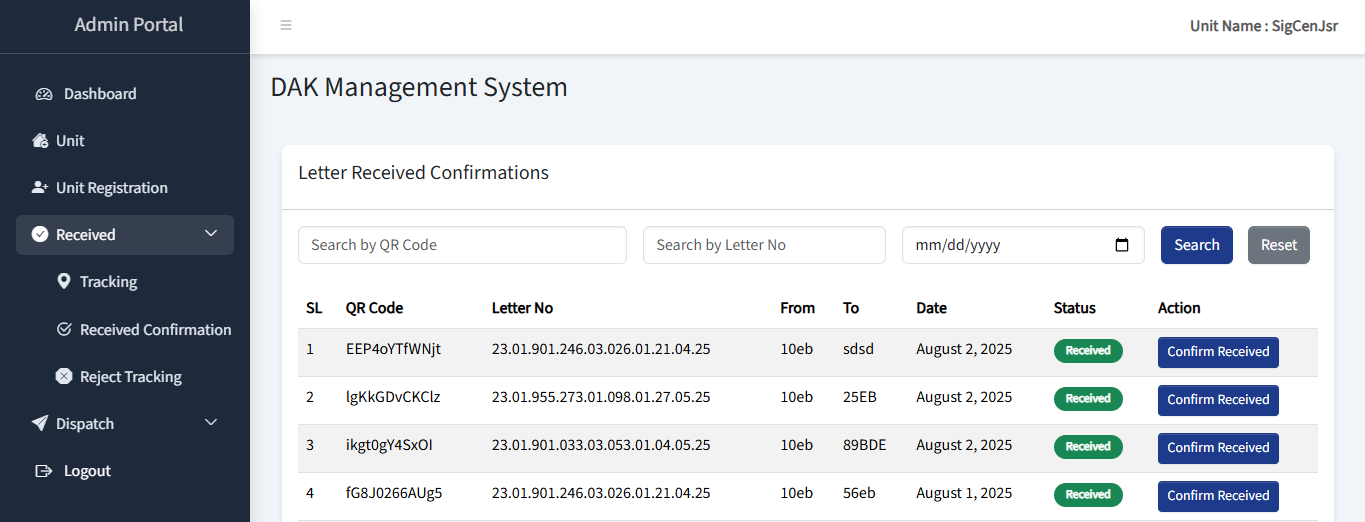 Admin Portal
Unit Name : SigCenJsr
Dashboard
Unit
Unit Registration
Received
Tracking
Received Confirmation
Reject Tracking
Dispatch
Logout
DAK Management System
Letter Received Confirmations
Search by QR Code Search by Letter No mm/dd/yyyy Search Reset
SL QR Code Letter No From To Date Status Action
1 EEP4oYTfWNjt 23.01.901.246.03.026.01.21.04.25 10eb sdsd August 2, 2025 Received Confirm Received
2 lgKkGDvCKClz 23.01.955.273.01.098.01.27.05.25 10eb 25EB August 2, 2025 Received Confirm Received
3 ikgt0gY4SxOI 23.01.901.033.03.053.01.04.05.25 10eb 89BDE August 2, 2025 Received Confirm Received
4 fG8J0266AUg5 23.01.901.246.03.026.01.21.04.25 10eb 56eb August 1, 2025 Received Confirm Received